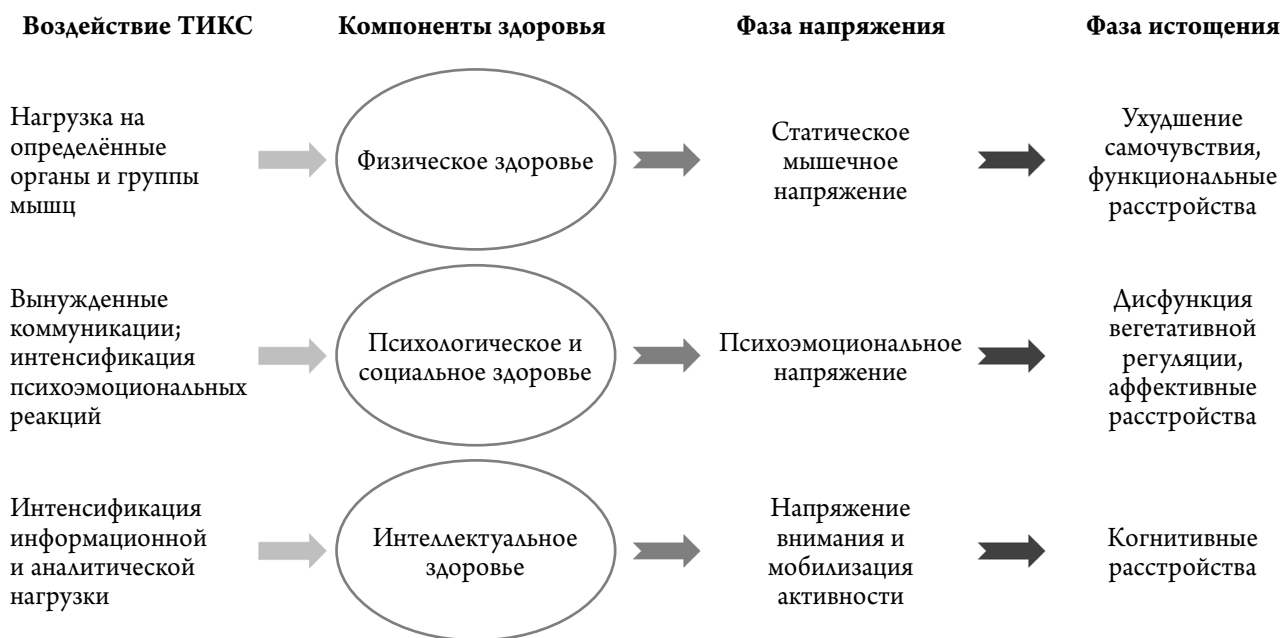 Воздействие ТИКС
Компоненты здоровья
Фаза напряжения
Фаза истощения
Нагрузка на
определённые
органы и группы
мышц
Физическое здоровье
Статическое
мышечное
напряжение
Ухудшение
самочувствия,
функциональные
расстройства
Вынужденные
коммуникации;
интенсификация
психоэмоциональных
реакций
Психологическое и
социальное здоровье
Психоэмоциональное
напряжение
Дисфункция
вегетативной
регуляции,
аффективные
расстройства
Интенсификация
информационной
и аналитической
нагрузки
Интеллектуальное
здоровье
Напряжение
внимания и
мобилизация
активности
Когнитивные
расстройства